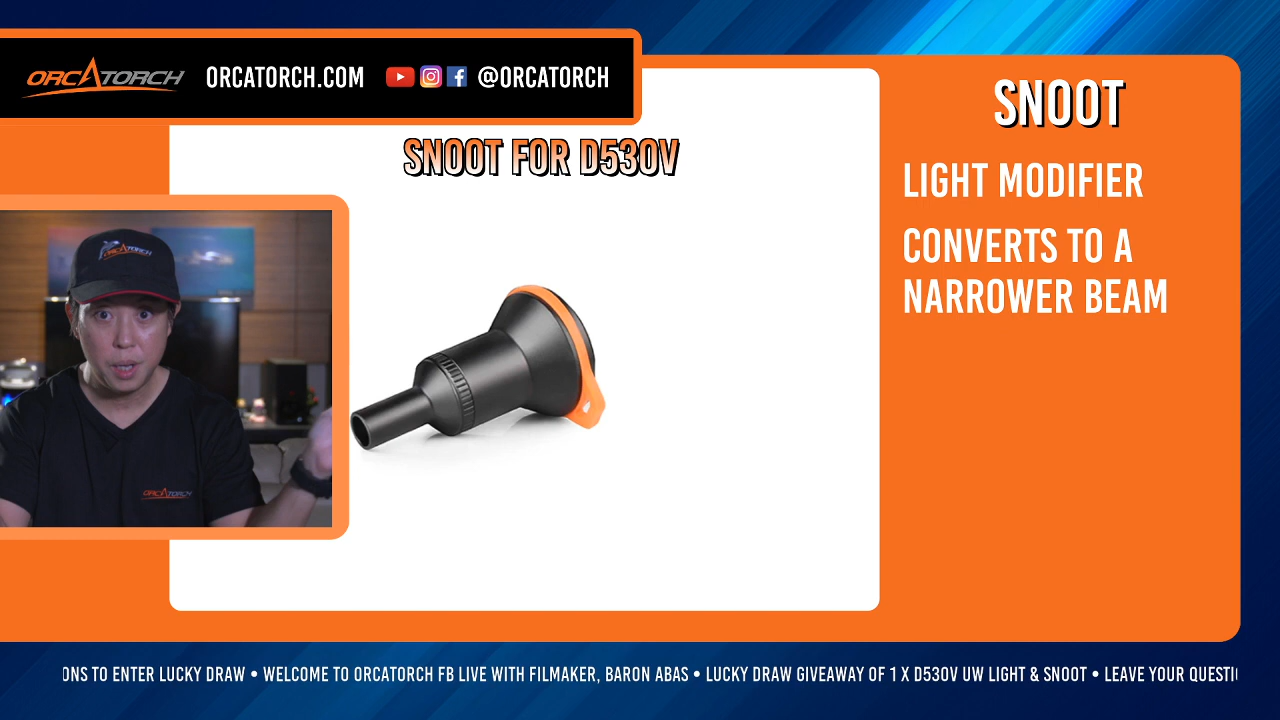 ORCATORCH ORCATORCH.COM @ORCATORCH
SNOOT FOR D530V
SNOOT
LIGHT MODIFIER
CONVERTS TO A
NARROWER BEAM
ORCATORCH
ORCATORCH
ONS TO ENTER LUCKY DRAW • WELCOME TO ORCATORCH FB LIVE WITH FILMAKER, BARON ABAS • LUCKY DRAW GIVEAWAY OF 1 X D530V UW LIGHT & SNOOT • LEAVE YOUR QUESTI